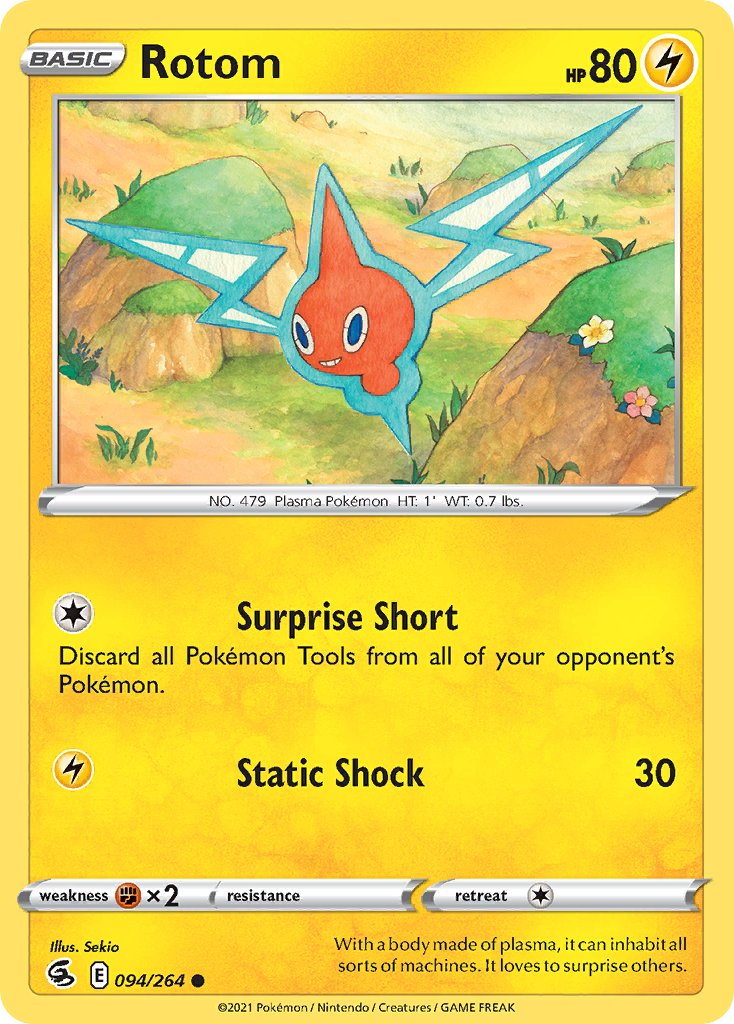 BASIC Rotom HP 80
NO. 479 Plasma Pokémon HT: 1' WT: 0.7 lbs.
Surprise Short
Discard all Pokémon Tools from all of your opponent's
Pokémon.
Static Shock 30
weakness ×2 resistance retreat
Illus. Sekio
With a body made of plasma, it can inhabit all
sorts of machines. It loves to surprise others.
E 094/264
©2021 Pokémon / Nintendo / Creatures / GAME FREAK